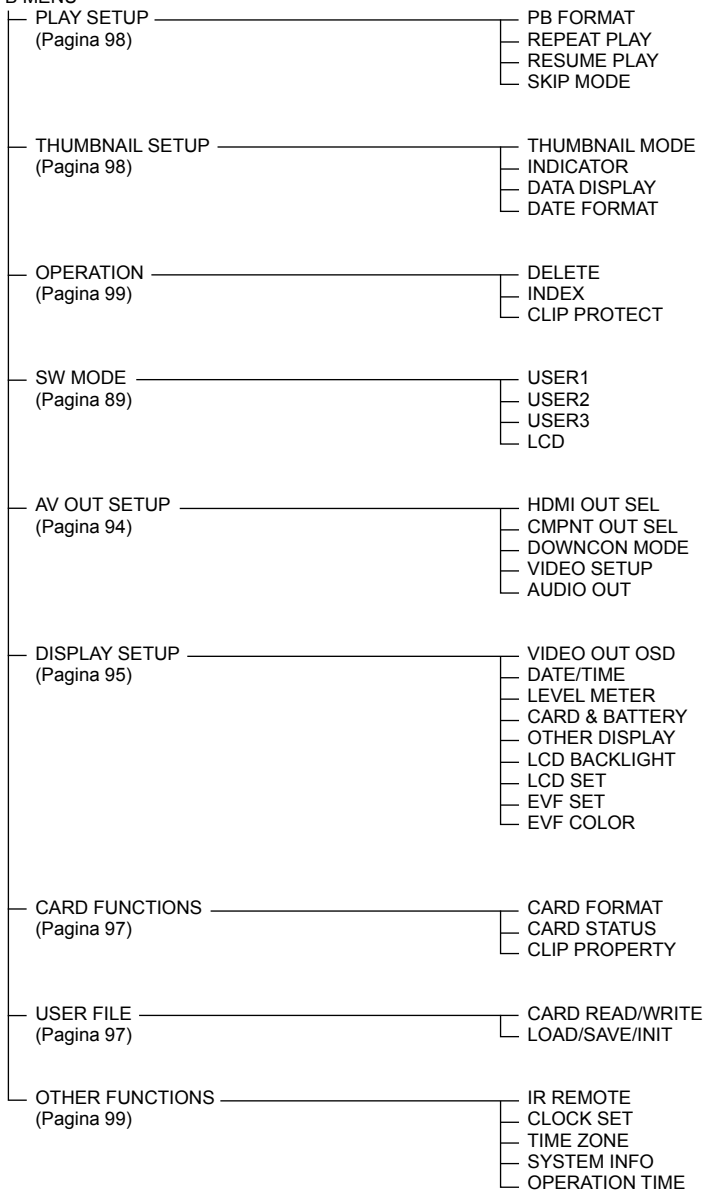 PLAY SETUP
(Pagina 98)
PB FORMAT
REPEAT PLAY
RESUME PLAY
SKIP MODE
THUMBNAIL SETUP
(Pagina 98)
THUMBNAIL MODE
INDICATOR
DATA DISPLAY
DATE FORMAT
OPERATION
(Pagina 99)
DELETE
INDEX
CLIP PROTECT
SW MODE
(Pagina 89)
USER1
USER2
USER3
LCD
AV OUT SETUP
(Pagina 94)
HDMI OUT SEL
CMPNT OUT SEL
DOWNCON MODE
VIDEO SETUP
AUDIO OUT
DISPLAY SETUP
(Pagina 95)
VIDEO OUT OSD
DATE/TIME
LEVEL METER
CARD & BATTERY
OTHER DISPLAY
LCD BACKLIGHT
LCD SET
EVF SET
EVF COLOR
CARD FUNCTIONS
(Pagina 97)
CARD FORMAT
CARD STATUS
CLIP PROPERTY
USER FILE
(Pagina 97)
CARD READ/WRITE
LOAD/SAVE/INIT
OTHER FUNCTIONS
(Pagina 99)
IR REMOTE
CLOCK SET
TIME ZONE
SYSTEM INFO
OPERATION TIME